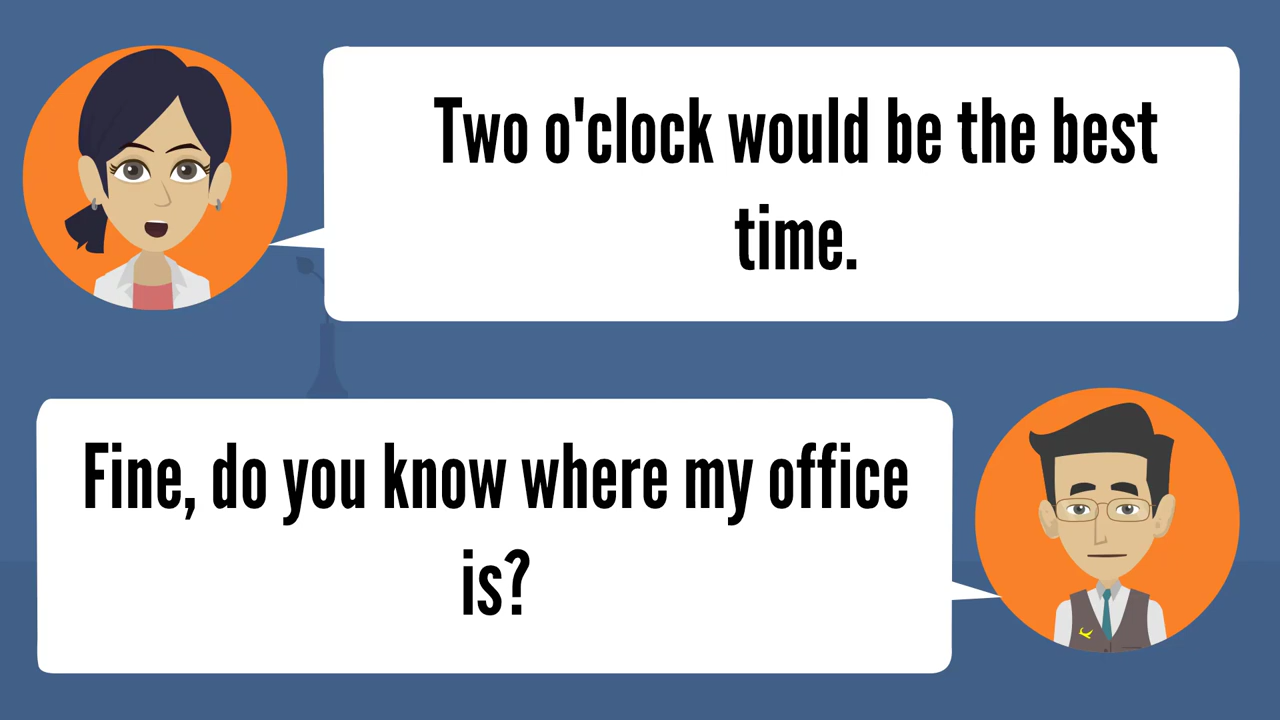 Two o'clock would be the best
time.
Fine, do you know where my office
is?